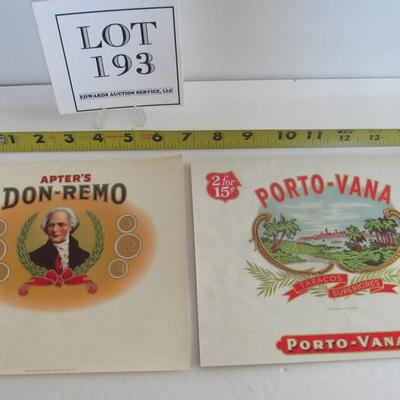 LOT
193
EDWARDS AUCTION SERVICE, LLC
1 2 3 4 5 6 7 8 9 10 11 12 13
APTER'S
DON-REMO
2 for
15¢
PORTO-VANA
TABACOS
SUPERIORES
PORTO-VANA